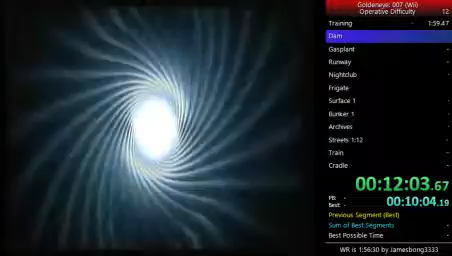 Goldeneye: 007 (Wii)
Operative Difficulty 12
Training - 1:59.47
Dam
Gasplant -
Runway -
Nightclub -
Frigate -
Surface 1 -
Bunker 1 -
Archives -
Streets 1:12 -
Train -
Cradle -
00:12:03.67
PB: -
Best: - 00:10:04.19
Previous Segment (Best)
Sum of Best Segments -
Best Possible Time -
WR is 1:56:30 by Jamesbong3333